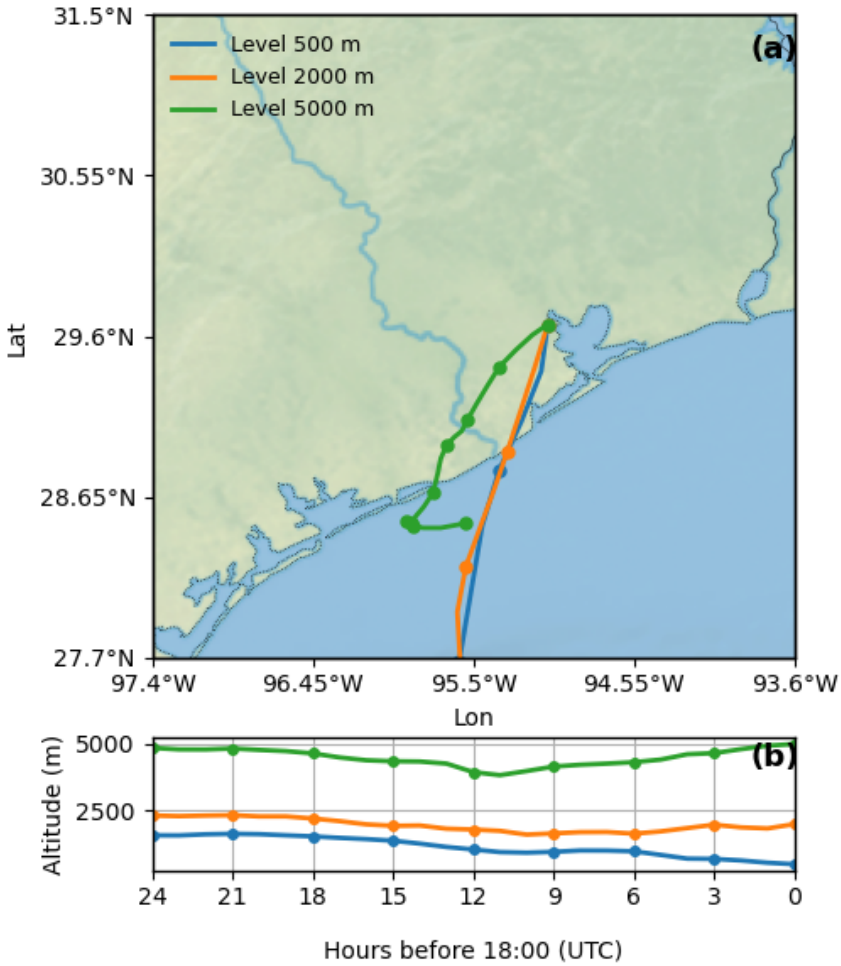 31.5°N
(a)
Level 500 m
Level 2000 m
Level 5000 m
30.55°N
Lat
29.6°N
28.65°N
27.7°N
97.4°W 96.45°W 95.5°W 94.55°W 93.6°W
Lon
5000
(b)
Altitude (m)
2500
24 21 18 15 12 9 6 3 0
Hours before 18:00 (UTC)